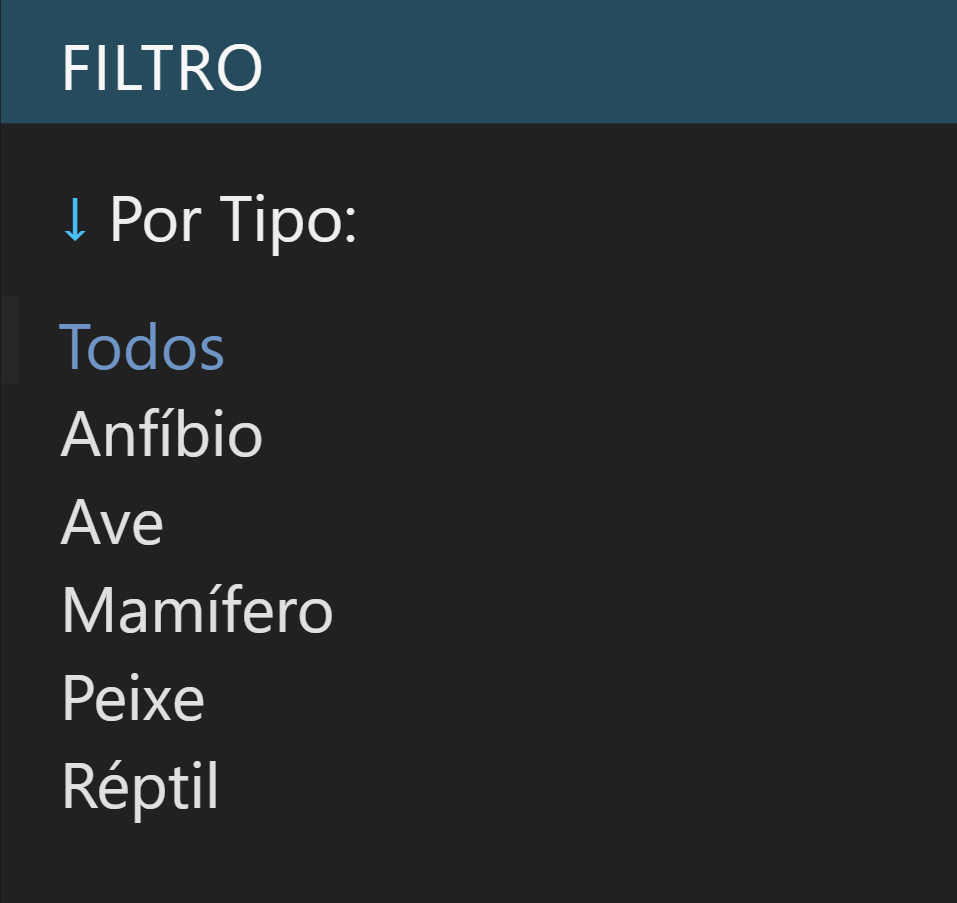 FILTRO
↓ Por Tipo:
Todos
Anfíbio
Ave
Mamífero
Peixe
Réptil